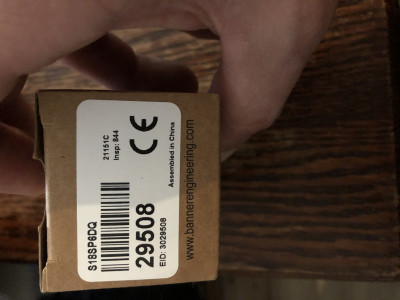 S18SP6DQ
21151C
Insp: 844
CE
29508
EID: 3029508
Assembled in China
www.bannerengineering.com